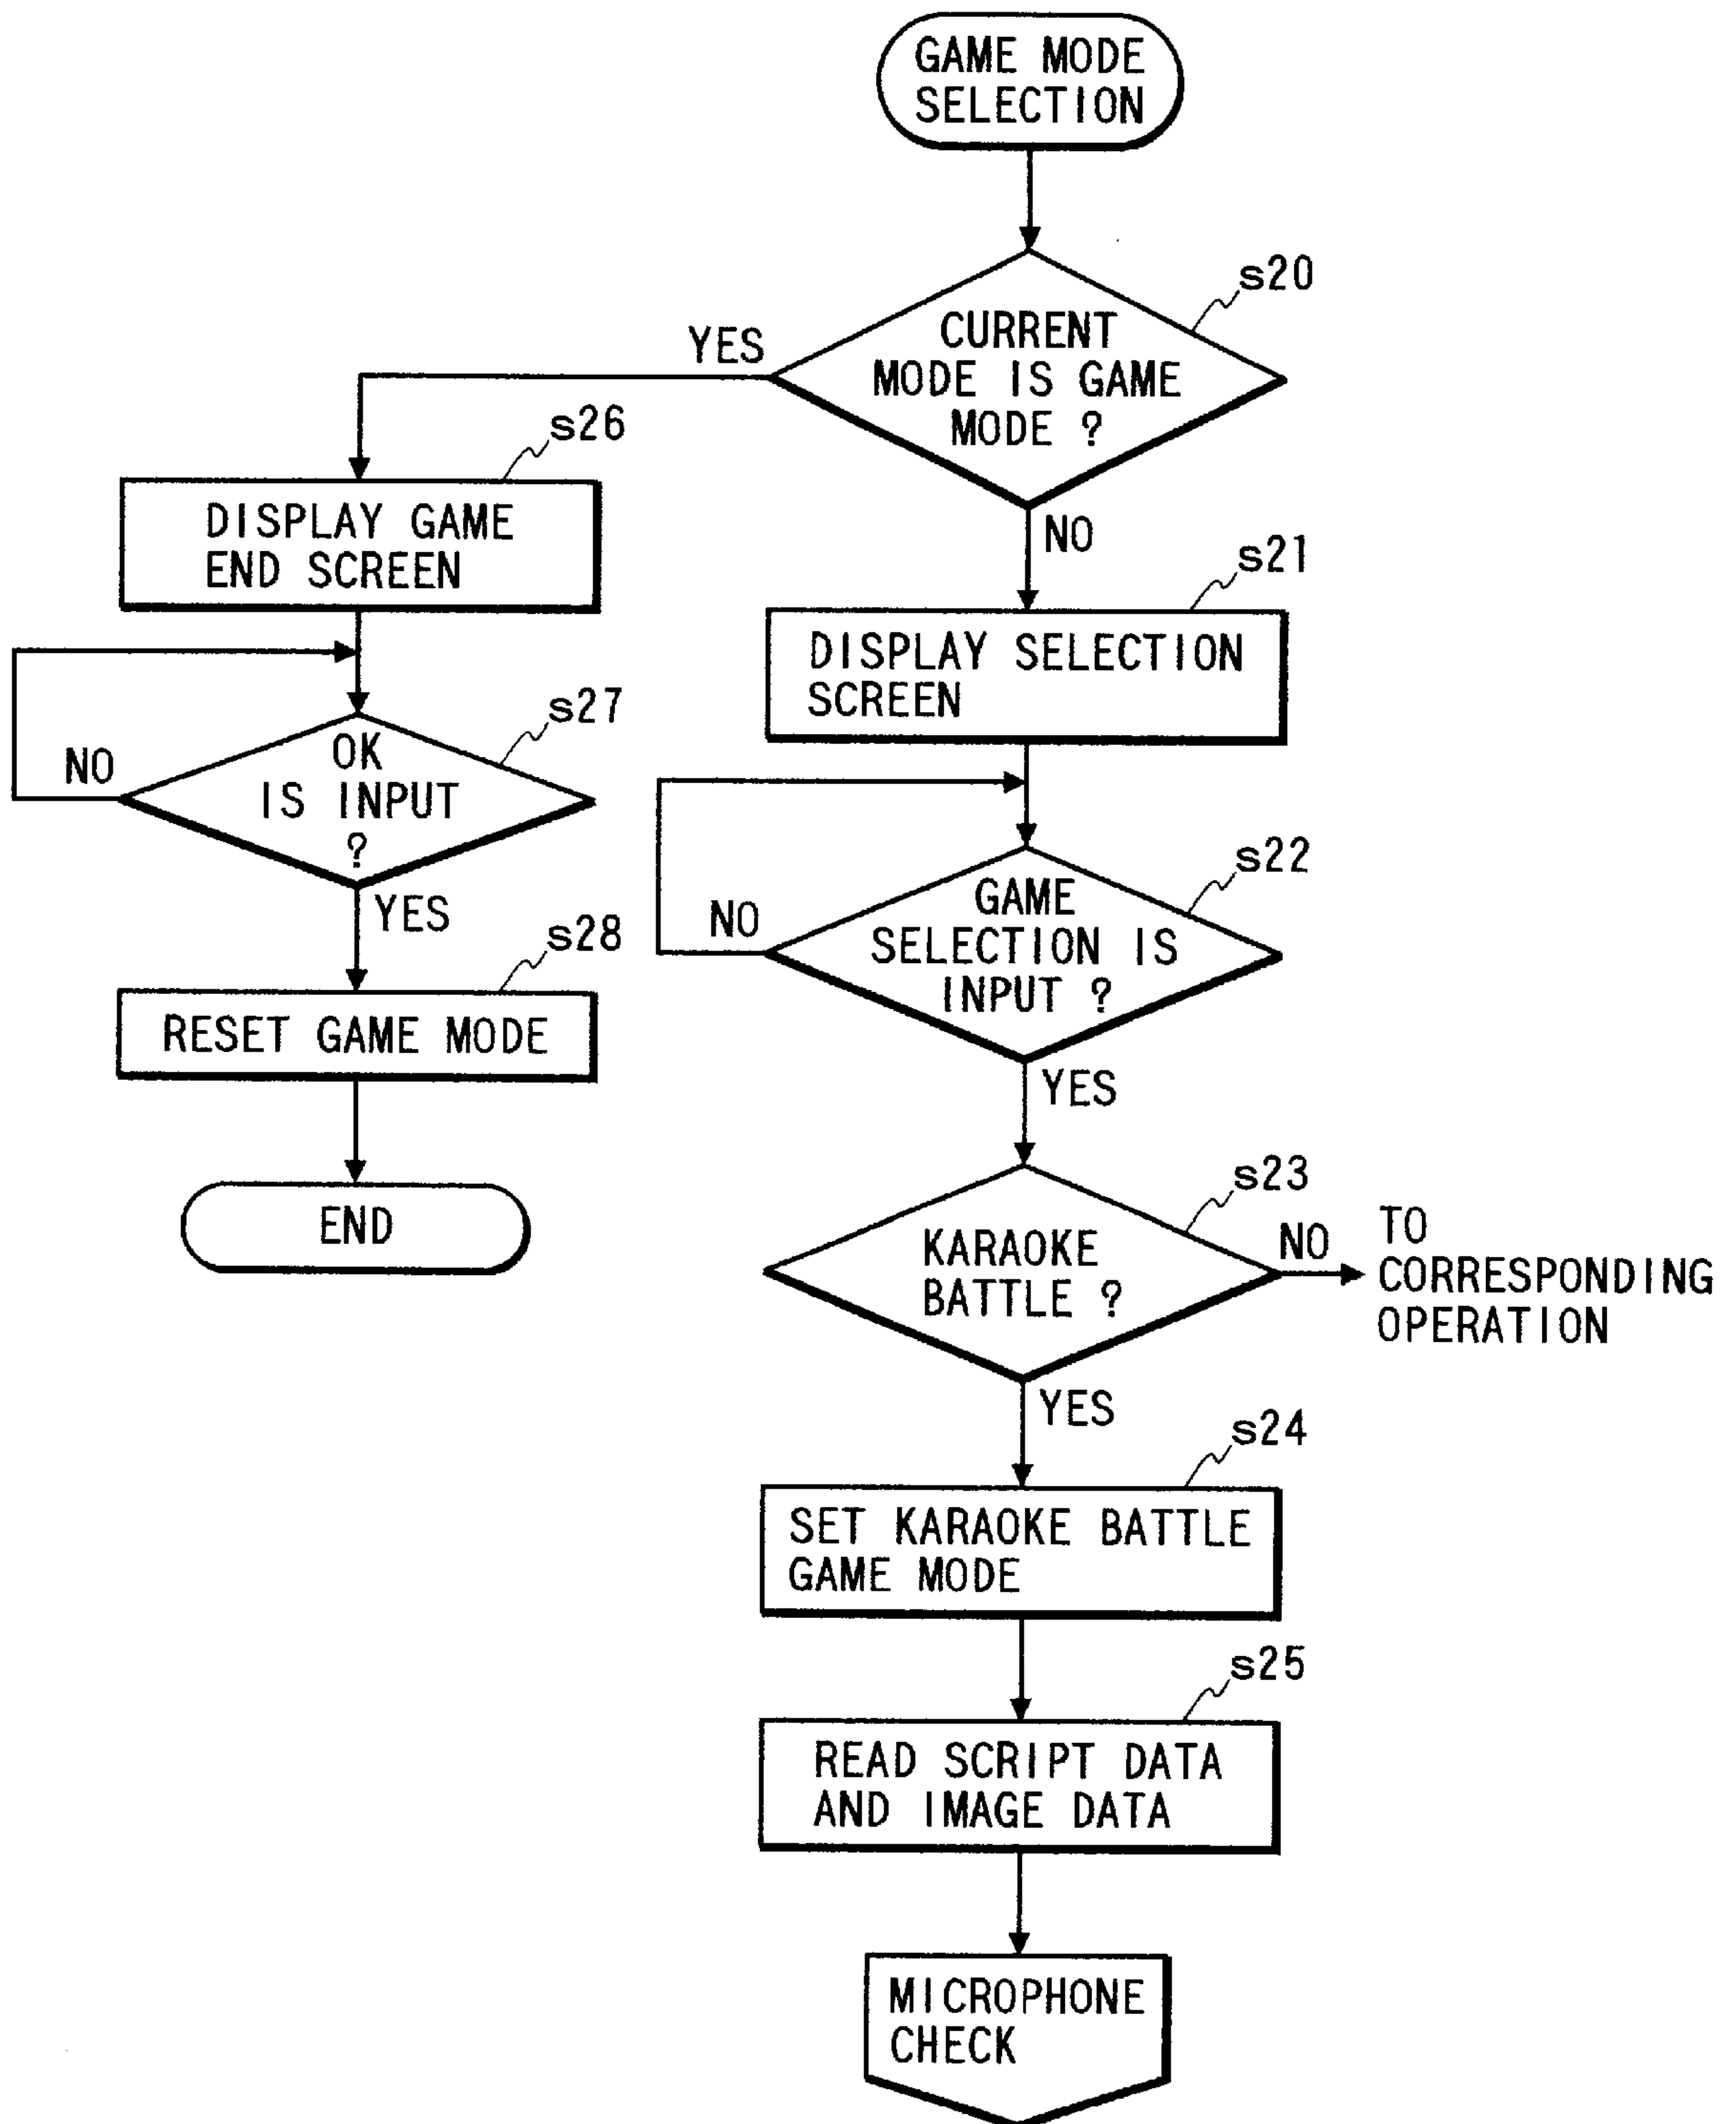 GAME MODE
SELECTION
s20
CURRENT
MODE IS GAME
MODE ?
YES
NO
s26
DISPLAY GAME
END SCREEN
s27
OK
IS INPUT
?
NO
YES
s28
RESET GAME MODE
END
s21
DISPLAY SELECTION
SCREEN
s22
GAME
SELECTION IS
INPUT ?
NO
YES
s23
KARAOKE
BATTLE ?
NO
TO
CORRESPONDING
OPERATION
YES
s24
SET KARAOKE BATTLE
GAME MODE
s25
READ SCRIPT DATA
AND IMAGE DATA
MICROPHONE
CHECK